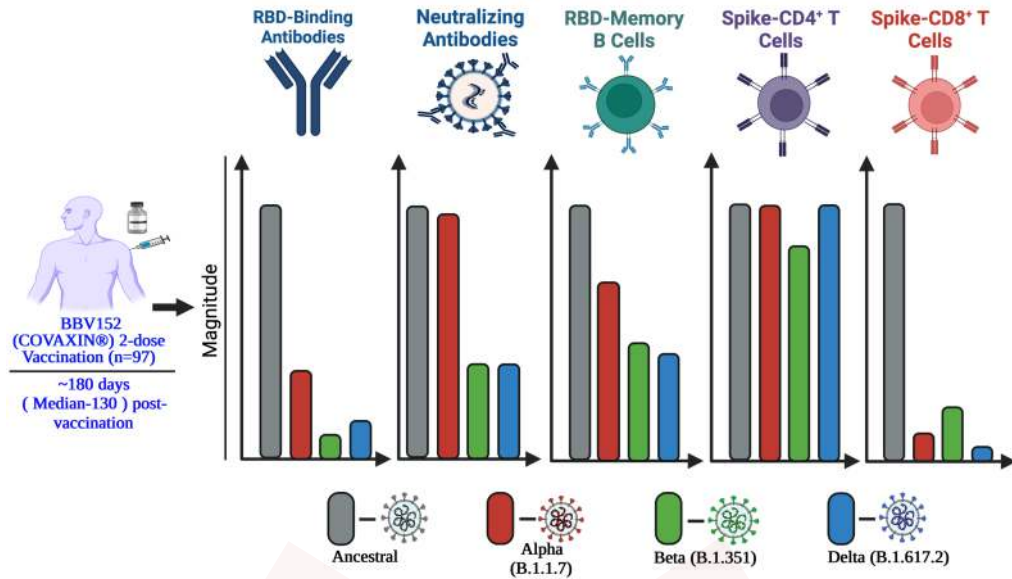 RBD-Binding
Antibodies
Neutralizing
Antibodies
RBD-Memory
B Cells
Spike-CD4⁺ T
Cells
Spike-CD8⁺ T
Cells
BBV152
(COVAXIN®) 2-dose
Vaccination (n=97)
~180 days
( Median-130 ) post-
vaccination
Magnitude
Ancestral
Alpha
(B.1.1.7)
Beta (B.1.351)
Delta (B.1.617.2)